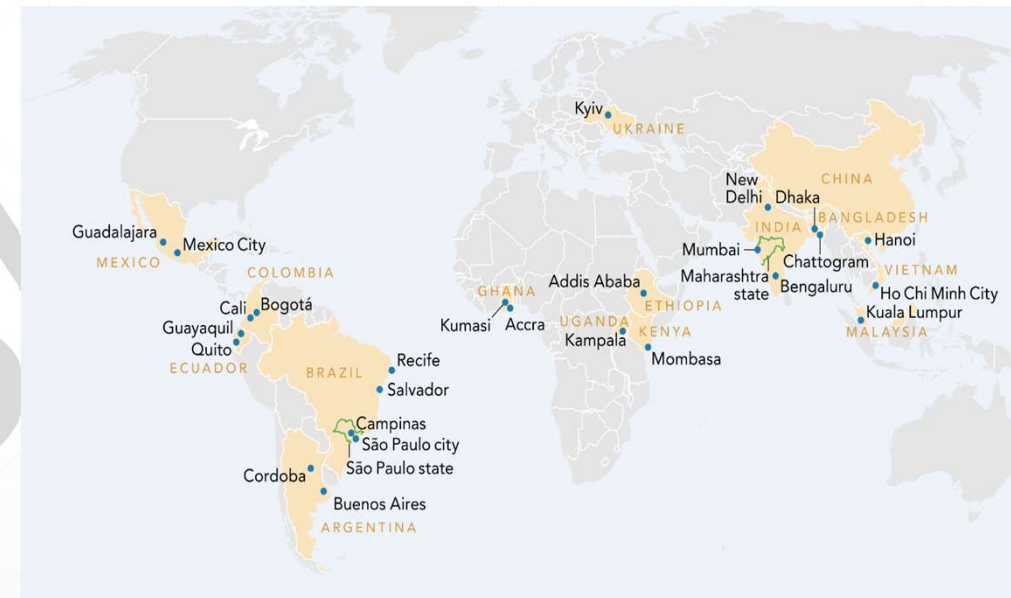 Kyiv
UKRAINE
CHINA
New
Delhi
Dhaka
BANGLADESH
INDIA
Hanoi
Mumbai
Chattogram
Maharashtra
state
Bengaluru
VIETNAM
Ho Chi Minh City
Kuala Lumpur
MALAYSIA
Guadalajara
Mexico City
MEXICO
COLOMBIA
Cali
Bogotá
Guayaquil
Quito
ECUADOR
BRAZIL
Recife
Salvador
Campinas
São Paulo city
São Paulo state
Cordoba
Buenos Aires
ARGENTINA
GHANA
Kumasi
Accra
Addis Ababa
ETHIOPIA
UGANDA
KENYA
Kampala
Mombasa